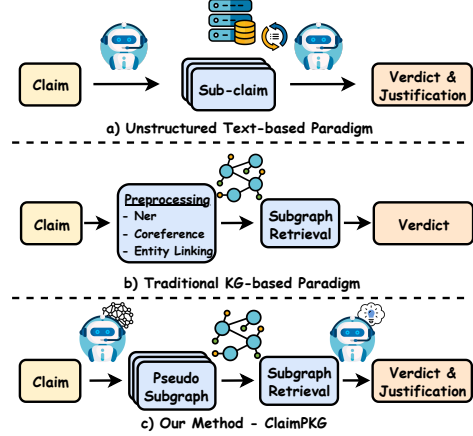 Claim
Sub-claim
Verdict &
Justification
a) Unstructured Text-based Paradigm
Claim
Preprocessing
- Ner
- Coreference
- Entity Linking
Subgraph
Retrieval
Verdict
b) Traditional KG-based Paradigm
Claim
Pseudo
Subgraph
Subgraph
Retrieval
Verdict &
Justification
c) Our Method - ClaimPKG